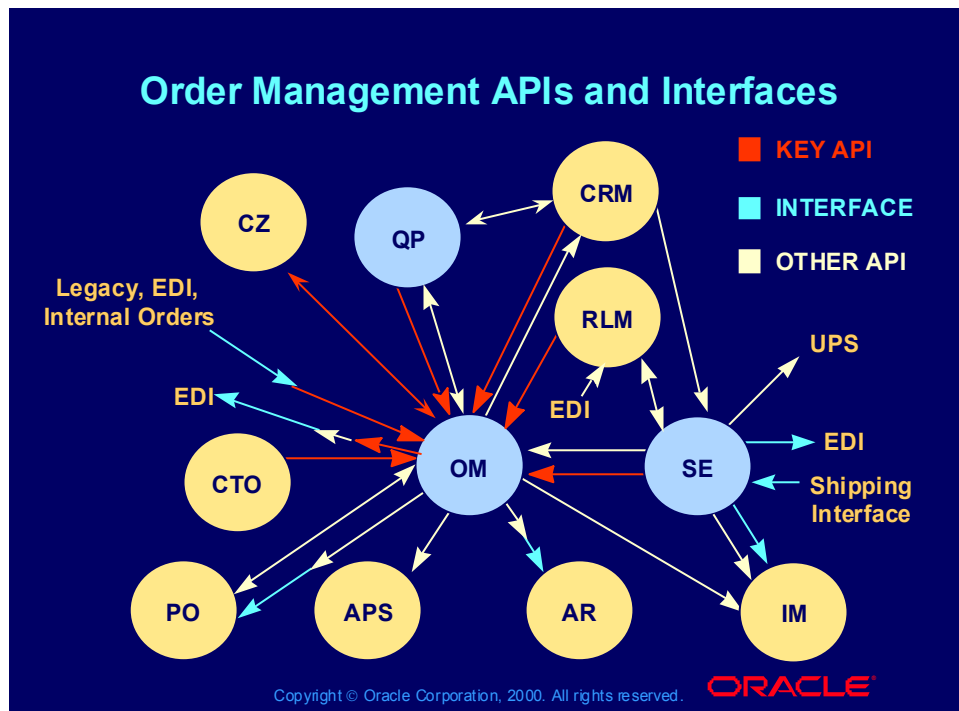 Order Management APIs and Interfaces
KEY API
INTERFACE
OTHER API
CRM
CZ
QP
Legacy, EDI,
Internal Orders
RLM
UPS
EDI
EDI
EDI
CTO
OM
SE
Shipping
Interface
PO
APS
AR
IM
Copyright © Oracle Corporation, 2000. All rights reserved.
ORACLE®